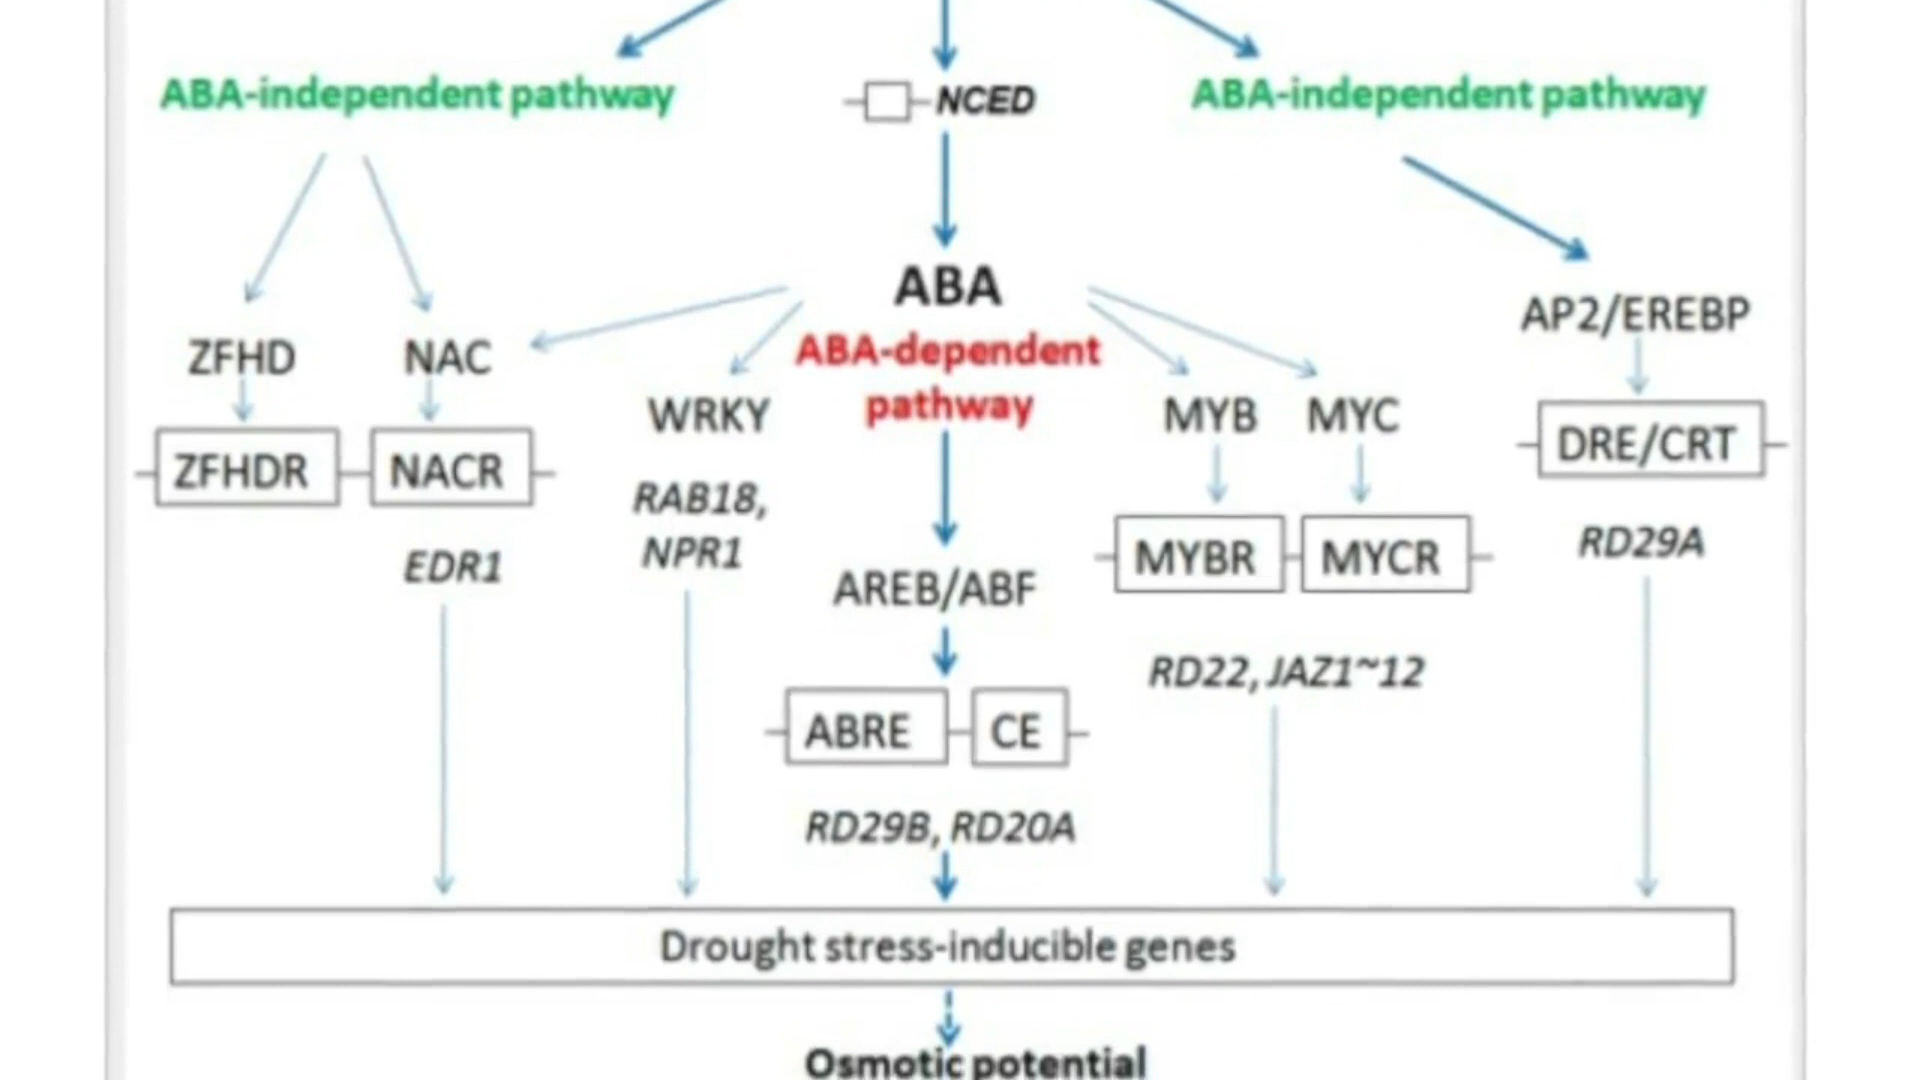 ABA-independent pathway
NCED
ABA-independent pathway
ABA
ABA-dependent
pathway
ZFHD
NAC
WRKY
MYB
MYC
AP2/EREBP
ZFHDR
NACR
DRE/CRT
EDR1
RAB18,
NPR1
AREB/ABF
MYBR
MYCR
RD29A
ABRE
CE
RD22, JAZ1~12
RD29B, RD20A
Drought stress-inducible genes
Osmotic potential